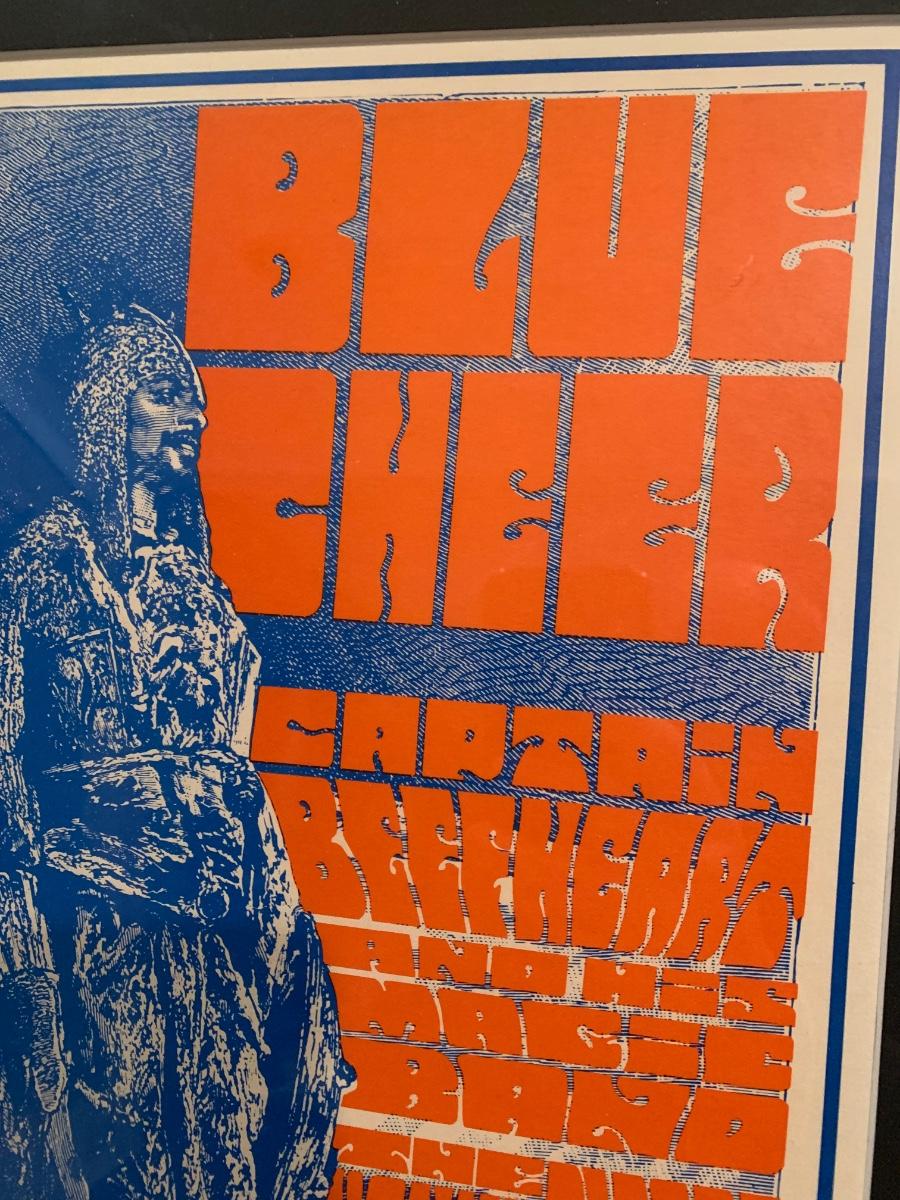 BLUE
CHEER
CAPTAIN
BEEFHEART
AND HIS
MAGIC
BAND